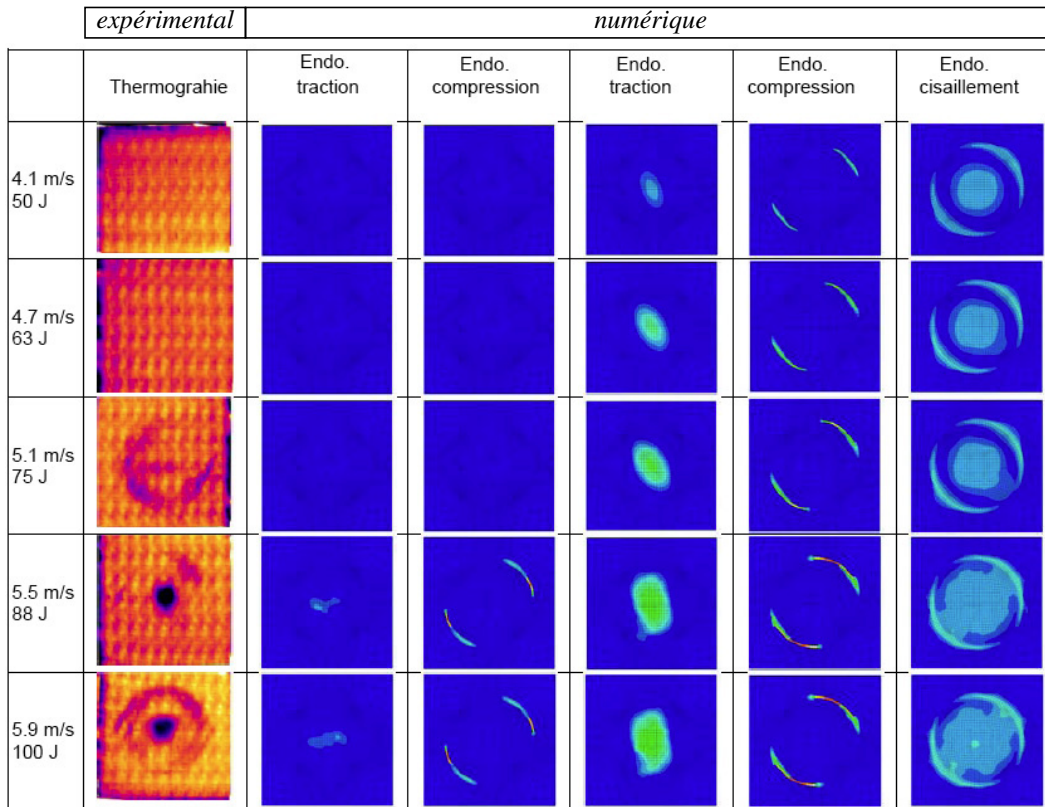 expérimental numérique
Thermograhie Endo. traction Endo. compression Endo. traction Endo. compression Endo. cisaillement
4.1 m/s
50 J
4.7 m/s
63 J
5.1 m/s
75 J
5.5 m/s
88 J
5.9 m/s
100 J